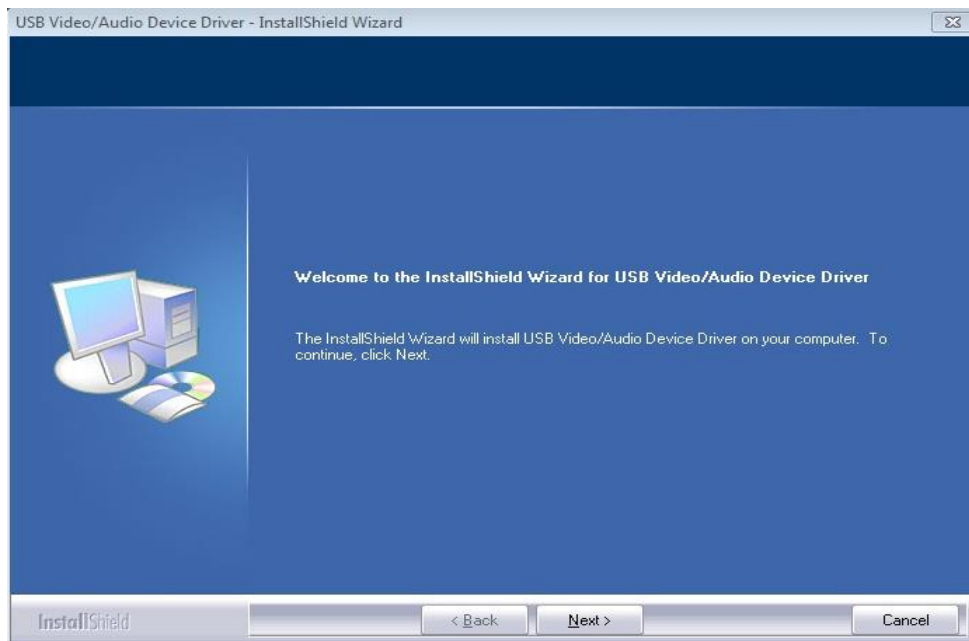 USB Video/Audio Device Driver - InstallShield Wizard
Welcome to the InstallShield Wizard for USB Video/Audio Device Driver
The InstallShield Wizard will install USB Video/Audio Device Driver on your computer. To
continue, click Next.
InstallShield
< Back
Next >
Cancel